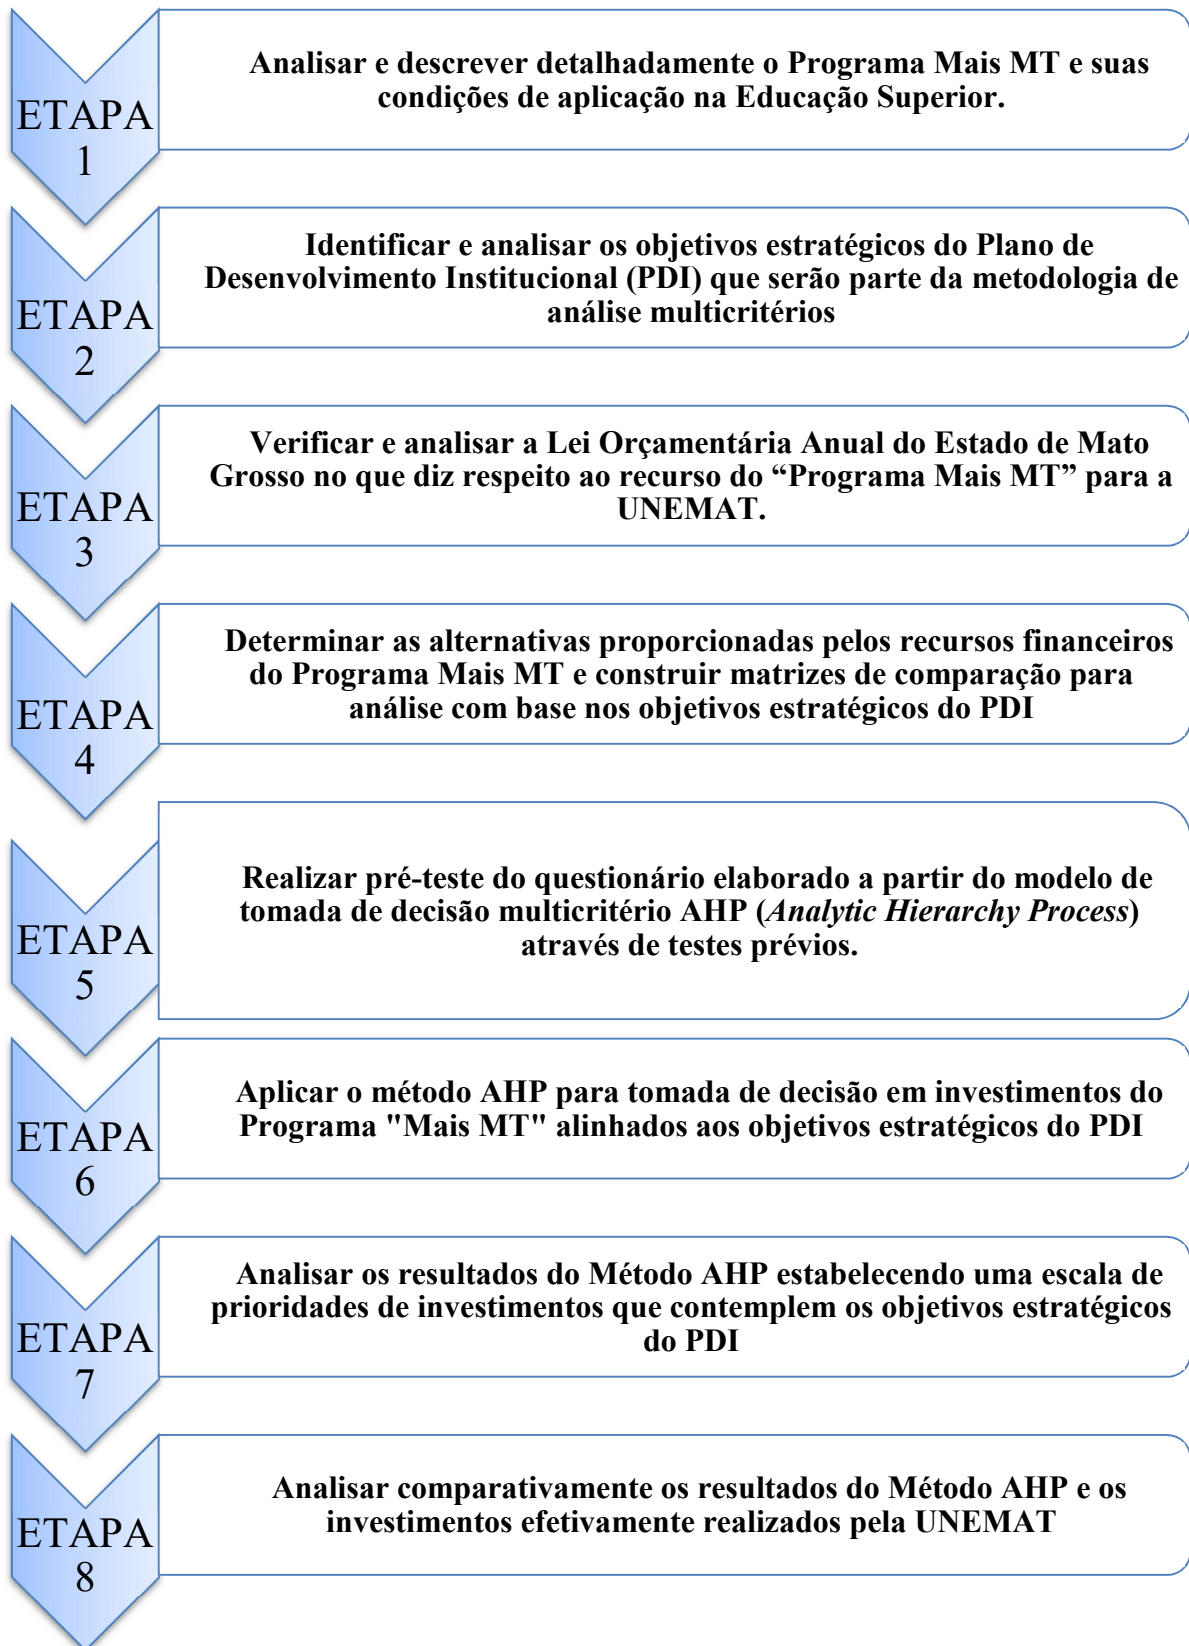 ETAPA
1
Analisar e descrever detalhadamente o Programa Mais MT e suas
condições de aplicação na Educação Superior.
ETAPA
2
Identificar e analisar os objetivos estratégicos do Plano de
Desenvolvimento Institucional (PDI) que serão parte da metodologia de
análise multicritérios
ETAPA
3
Verificar e analisar a Lei Orçamentária Anual do Estado de Mato
Grosso no que diz respeito ao recurso do “Programa Mais MT” para a
UNEMAT.
ETAPA
4
Determinar as alternativas proporcionadas pelos recursos financeiros
do Programa Mais MT e construir matrizes de comparação para
análise com base nos objetivos estratégicos do PDI
ETAPA
5
Realizar pré-teste do questionário elaborado a partir do modelo de
tomada de decisão multicritério AHP (Analytic Hierarchy Process)
através de testes prévios.
ETAPA
6
Aplicar o método AHP para tomada de decisão em investimentos do
Programa "Mais MT" alinhados aos objetivos estratégicos do PDI
ETAPA
7
Analisar os resultados do Método AHP estabelecendo uma escala de
prioridades de investimentos que contemplem os objetivos estratégicos
do PDI
ETAPA
8
Analisar comparativamente os resultados do Método AHP e os
investimentos efetivamente realizados pela UNEMAT